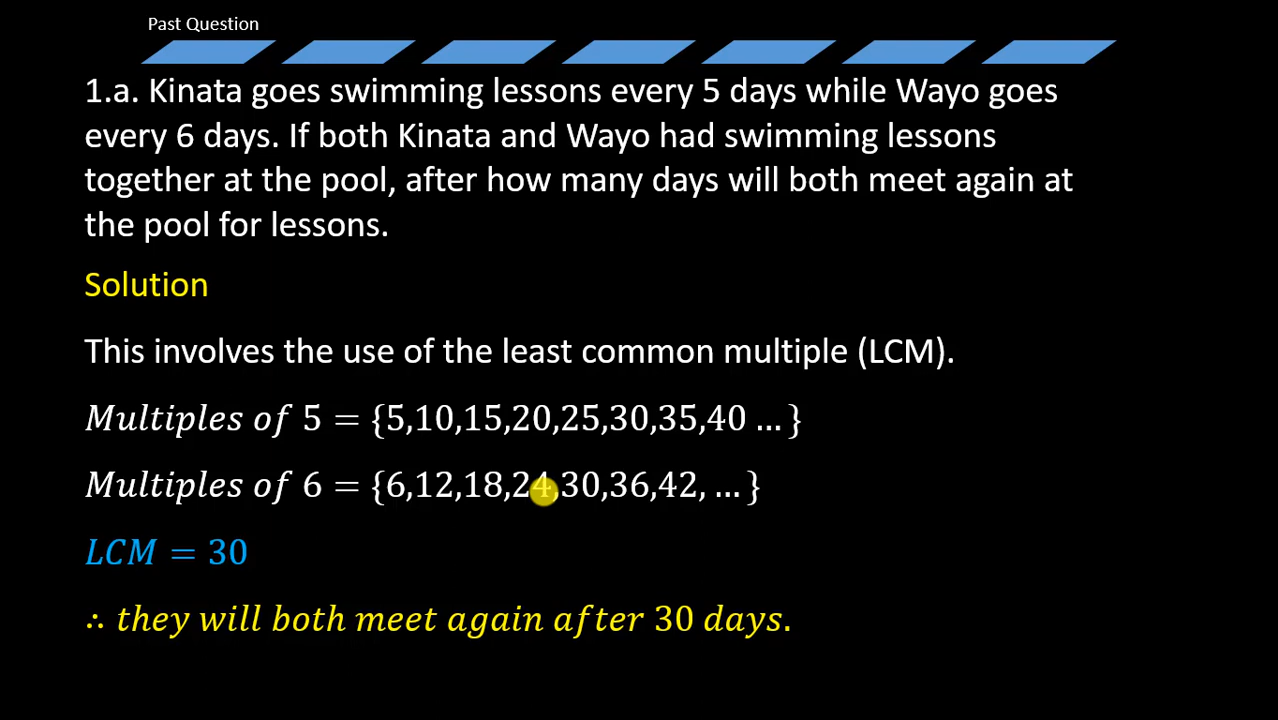 Past Question
1.a. Kinata goes swimming lessons every 5 days while Wayo goes
every 6 days. If both Kinata and Wayo had swimming lessons
together at the pool, after how many days will both meet again at
the pool for lessons.
Solution
This involves the use of the least common multiple (LCM).
Multiples of 5 = {5,10,15,20,25,30,35,40 ...}
Multiples of 6 = {6,12,18,24,30,36,42, ...}
LCM = 30
∴ they will both meet again after 30 days.